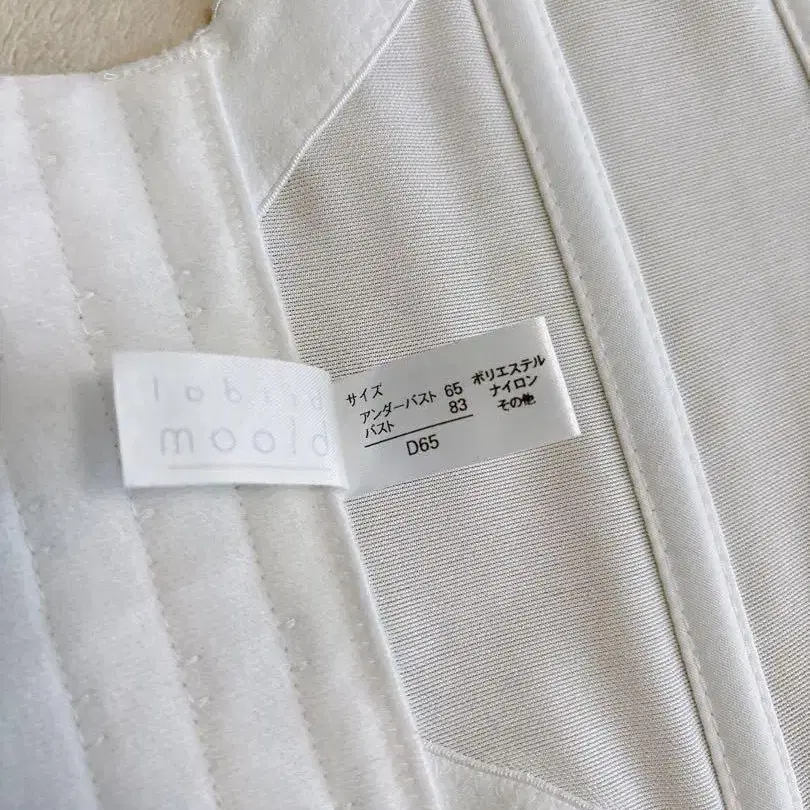 moola
サイズ
アンダーバスト 65
バスト 83
D65
ポリエステル
ナイロン
その他